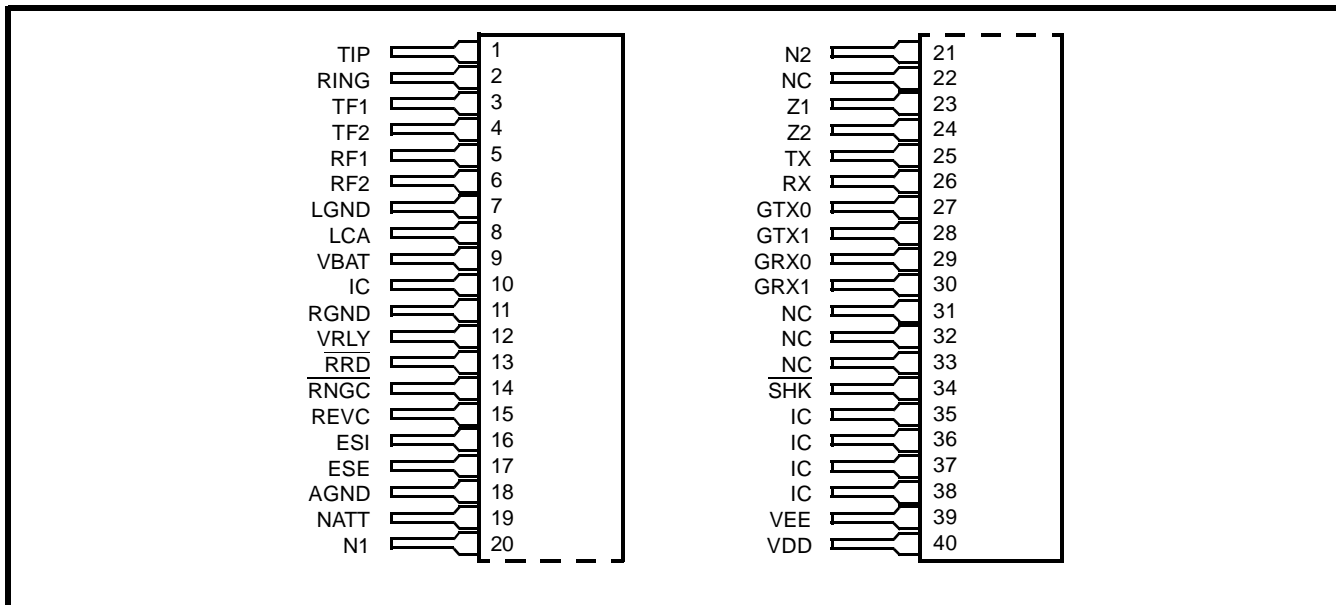 TIP 1
RING 2
TF1 3
TF2 4
RF1 5
RF2 6
LGND 7
LCA 8
VBAT 9
IC 10
RGND 11
VRLY 12
R̅R̅D̅ 13
R̅N̅G̅C̅ 14
REVC 15
ESI 16
ESE 17
AGND 18
NATT 19
N1 20
N2 21
NC 22
Z1 23
Z2 24
TX 25
RX 26
GTX0 27
GTX1 28
GRX0 29
GRX1 30
NC 31
NC 32
NC 33
S̅H̅K̅ 34
IC 35
IC 36
IC 37
IC 38
VEE 39
VDD 40